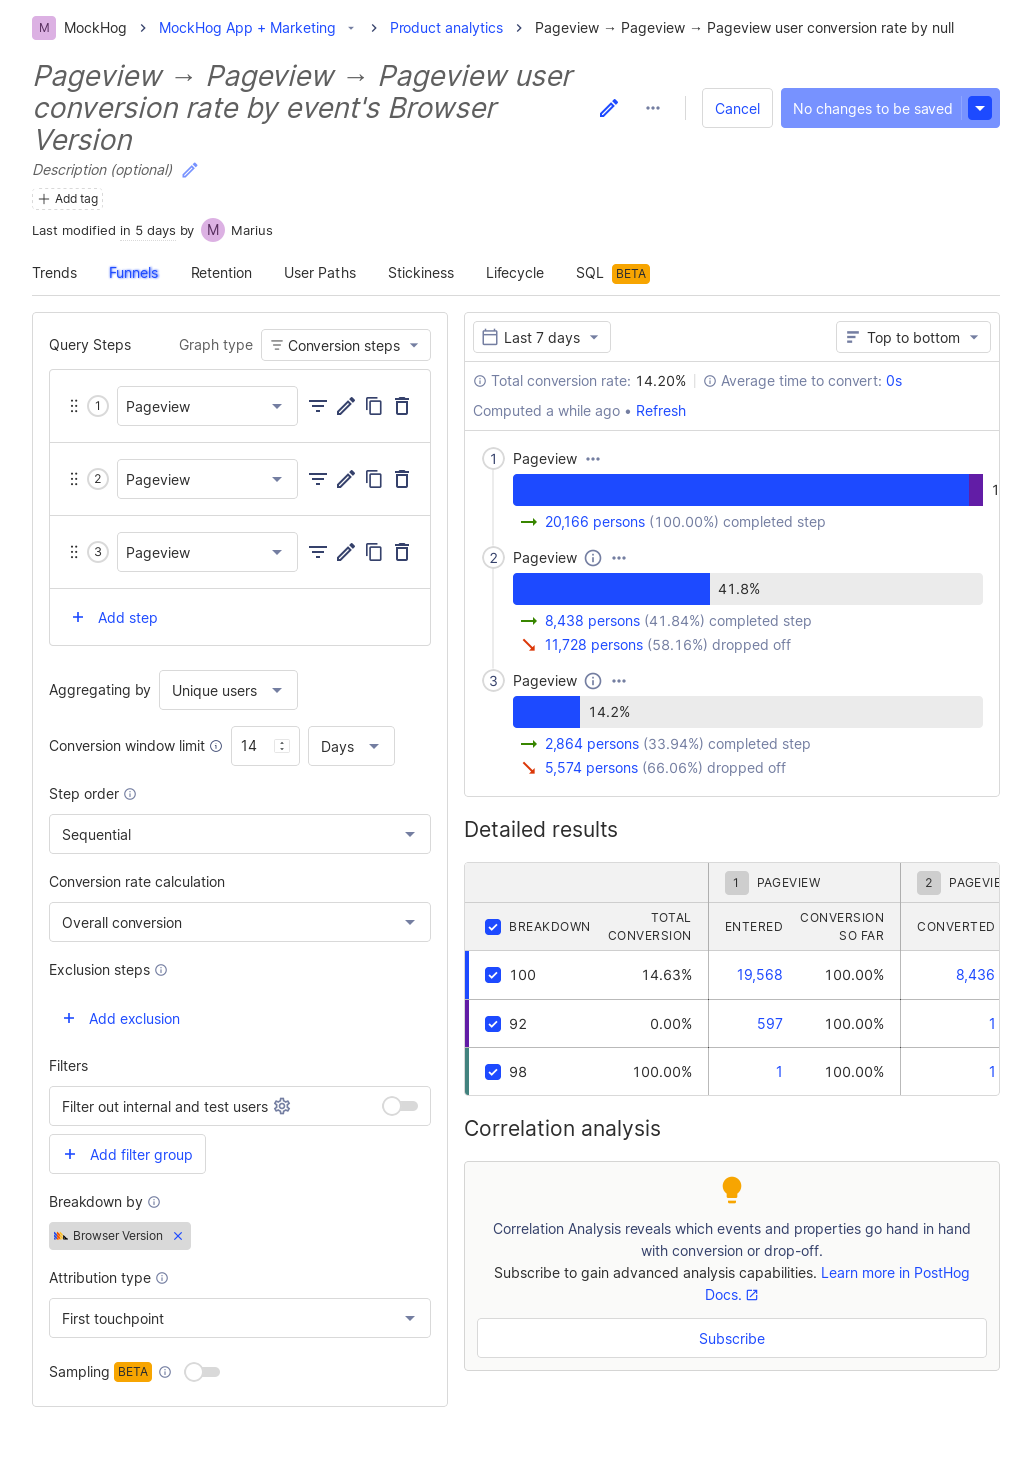 M MockHog MockHog App + Marketing Product analytics Pageview → Pageview → Pageview user conversion rate by null
Pageview → Pageview → Pageview user
conversion rate by event's Browser
Version
Cancel
No changes to be saved
Description (optional)
Add tag
Last modified in 5 days by M Marius
Trends Funnels Retention User Paths Stickiness Lifecycle SQL BETA
Query Steps Graph type Conversion steps
1 Pageview
2 Pageview
3 Pageview
Add step
Aggregating by Unique users
Conversion window limit 14 Days
Step order
Sequential
Conversion rate calculation
Overall conversion
Exclusion steps
Add exclusion
Filters
Filter out internal and test users
Add filter group
Breakdown by
Browser Version
Attribution type
First touchpoint
Sampling BETA
Last 7 days Top to bottom
Total conversion rate: 14.20% Average time to convert: 0s
Computed a while ago • Refresh
1 Pageview
1
20,166 persons (100.00%) completed step
2 Pageview
41.8%
8,438 persons (41.84%) completed step
11,728 persons (58.16%) dropped off
3 Pageview
14.2%
2,864 persons (33.94%) completed step
5,574 persons (66.06%) dropped off
Detailed results
1 PAGEVIEW 2 PAGEVIE
BREAKDOWN TOTAL CONVERSION ENTERED CONVERSION SO FAR CONVERTED
100 14.63% 19,568 100.00% 8,436
92 0.00% 597 100.00% 1
98 100.00% 1 100.00% 1
Correlation analysis
Correlation Analysis reveals which events and properties go hand in hand
with conversion or drop-off.
Subscribe to gain advanced analysis capabilities. Learn more in PostHog
Docs.
Subscribe